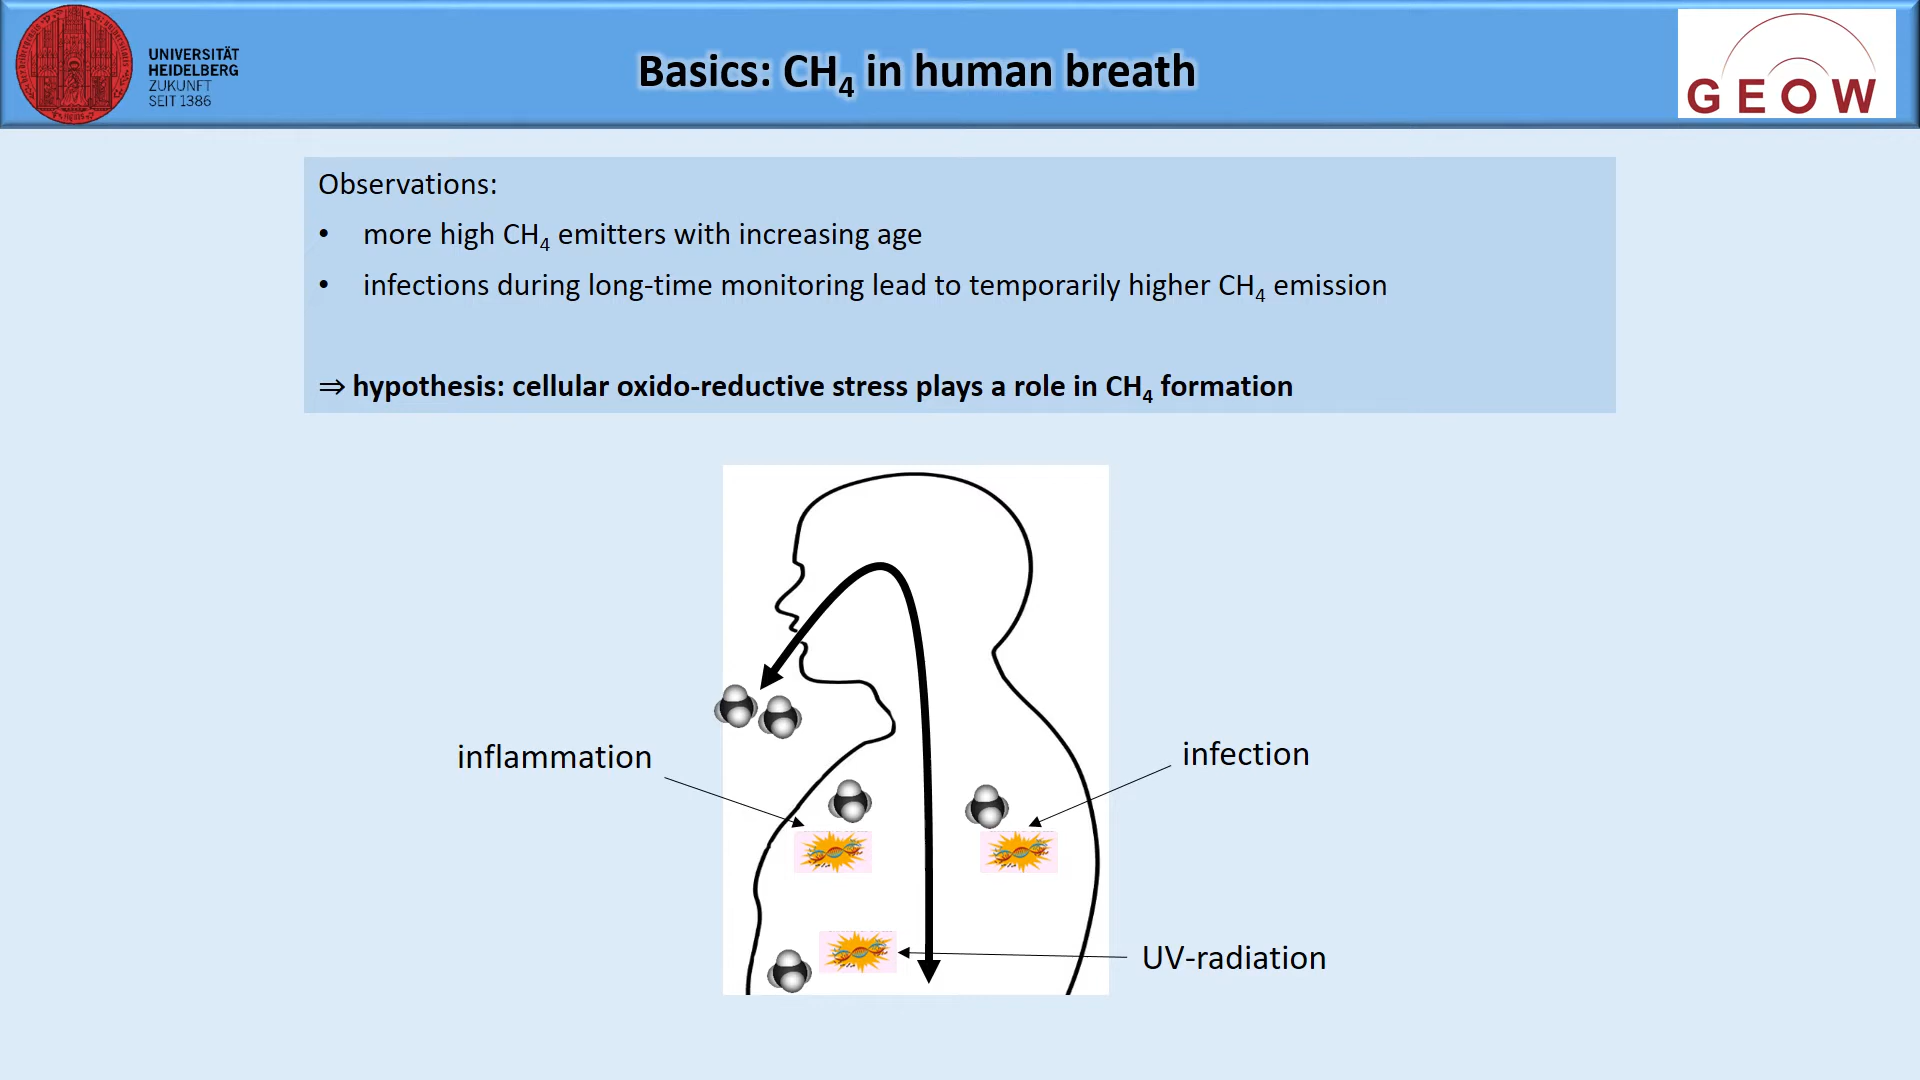 UNIVERSITÄT
HEIDELBERG
ZUKUNFT
SEIT 1386
Basics: CH₄ in human breath
GEOW
Observations:
• more high CH₄ emitters with increasing age
• infections during long-time monitoring lead to temporarily higher CH₄ emission
⇒ hypothesis: cellular oxido-reductive stress plays a role in CH₄ formation
inflammation
infection
UV-radiation